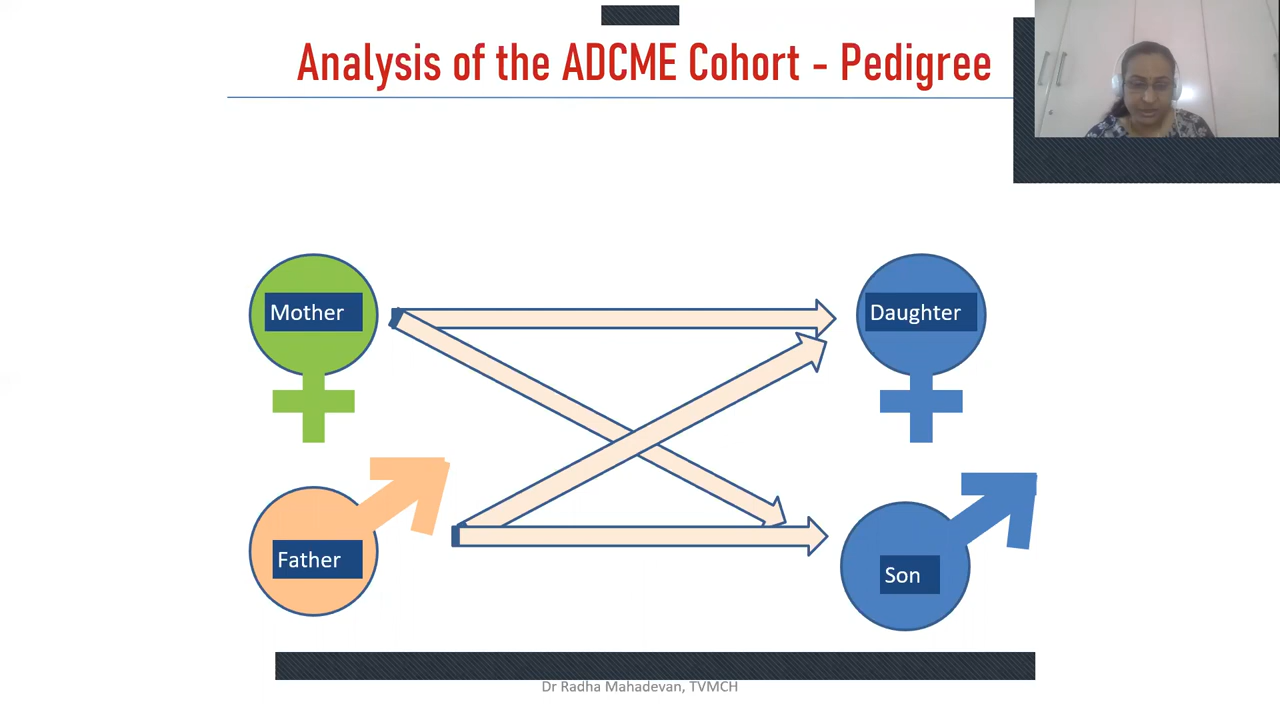 Analysis of the ADCME Cohort - Pedigree
Mother
Daughter
Father
Son
Dr Radha Mahadevan, TVMCH